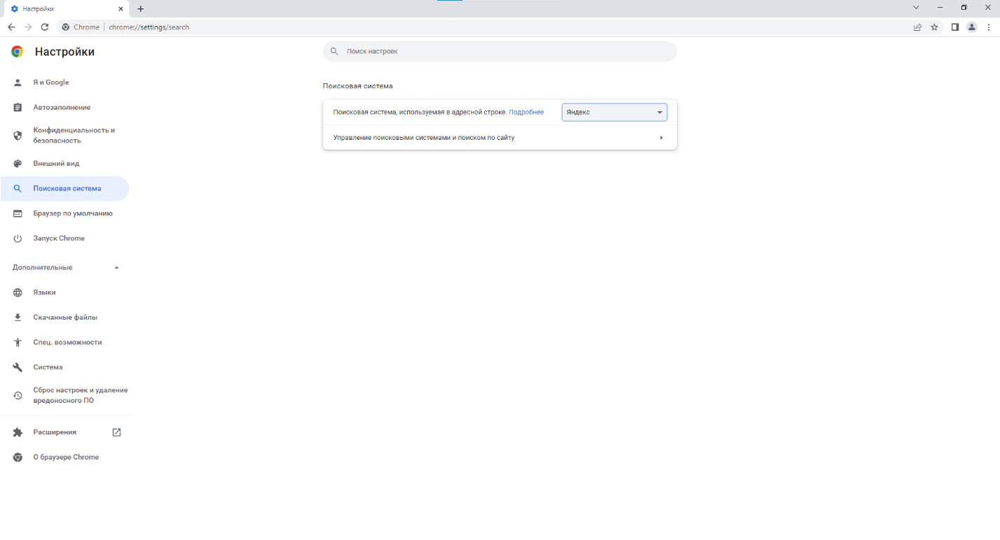 Настройки
Chrome
chrome://settings/search
Настройки
Поиск настроек
Я и Google
Автозаполнение
Конфиденциальность и
безопасность
Внешний вид
Поисковая система
Браузер по умолчанию
Запуск Chrome
Дополнительные
Языки
Скачанные файлы
Спец. возможности
Система
Сброс настроек и удаление
вредоносного ПО
Расширения
О браузере Chrome
Поисковая система
Поисковая система, используемая в адресной строке. Подробнее
Яндекс
Управление поисковыми системами и поиском по сайту